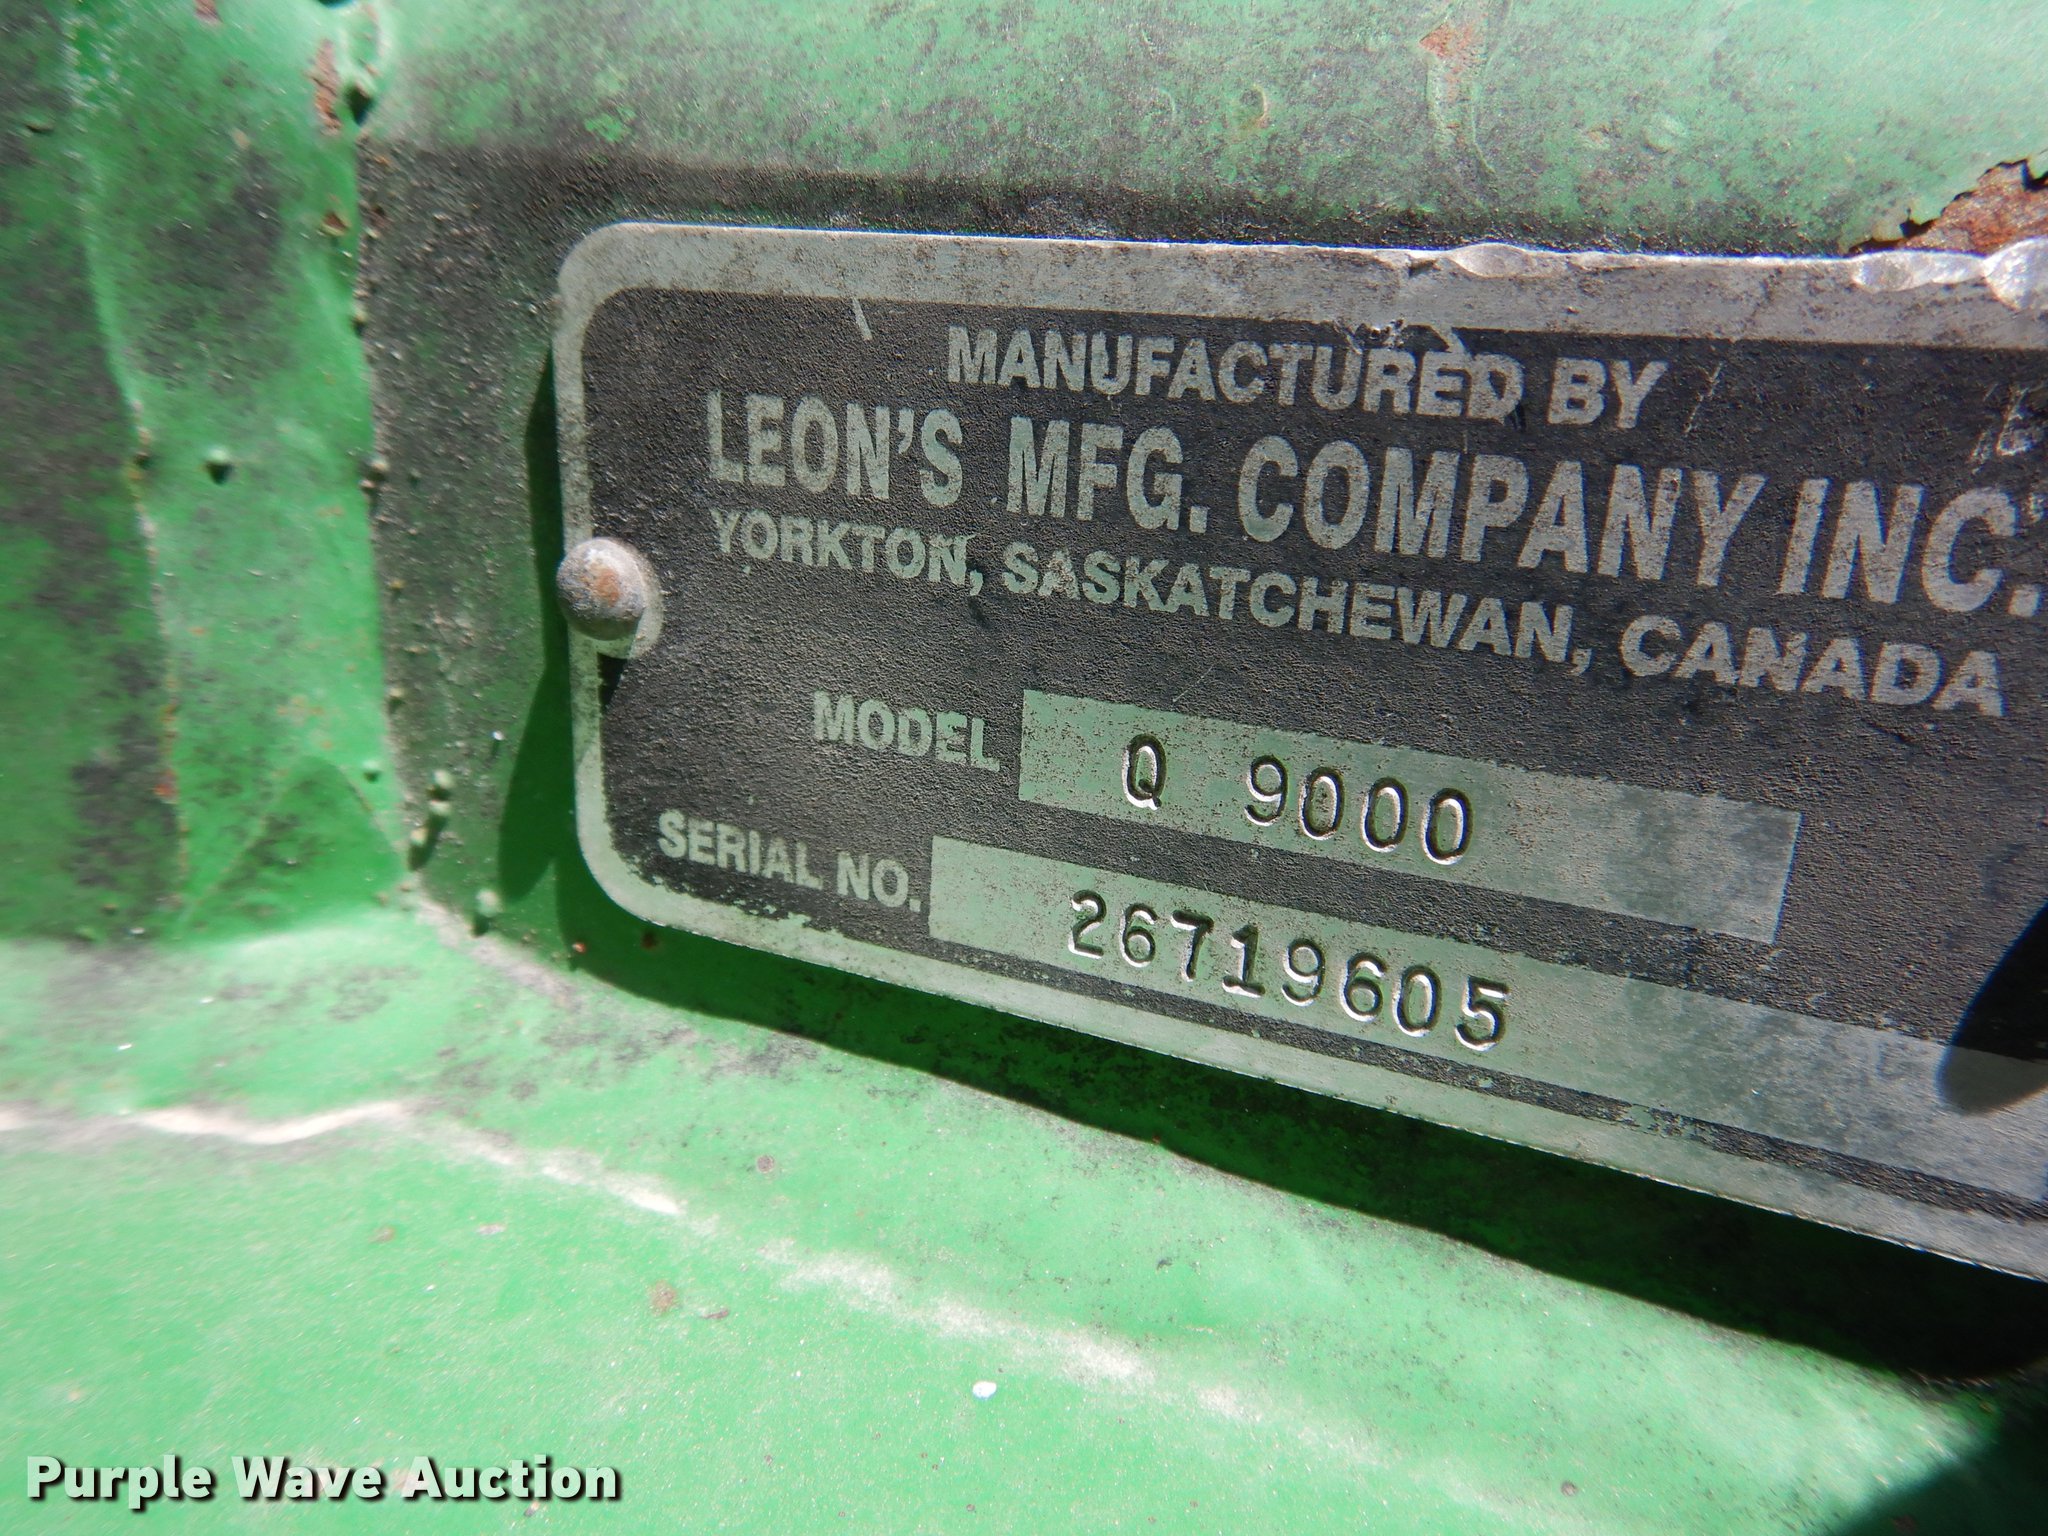 MANUFACTURED BY
LEON'S MFG. COMPANY INC.
YORKTON, SASKATCHEWAN, CANADA
MODEL Q 9000
SERIAL NO. 26719605
Purple Wave Auction